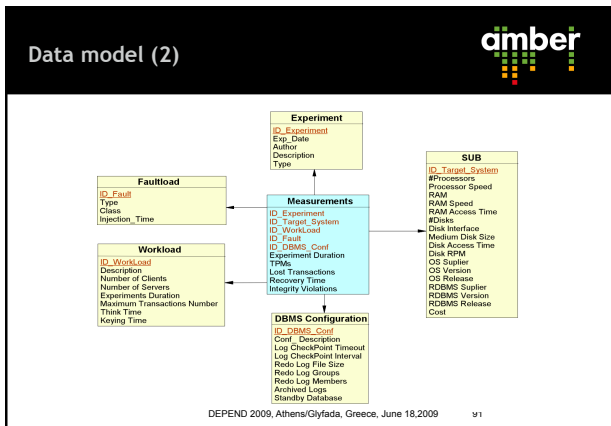 Data model (2)
amber
Experiment
ID_Experiment
Exp_Date
Author
Description
Type
Faultload
ID_Fault
Type
Class
Injection_Time
Measurements
ID_Experiment
ID_Target_System
ID_WorkLoad
ID_Fault
ID_DBMS_Conf
Experiment Duration
TPMs
Lost Transactions
Recovery Time
Integrity Violations
SUB
ID_Target_System
#Processors
Processor Speed
RAM
RAM Speed
RAM Access Time
#Disks
Disk Interface
Medium Disk Size
Disk Access Time
Disk RPM
OS Suplier
OS Version
OS Release
RDBMS Suplier
RDBMS Version
RDBMS Release
Cost
Workload
ID_WorkLoad
Description
Number of Clients
Number of Servers
Experiments Duration
Maximum Transactions Number
Think Time
Keying Time
DBMS Configuration
ID_DBMS_Conf
Conf_ Description
Log CheckPoint Timeout
Log CheckPoint Interval
Redo Log File Size
Redo Log Groups
Redo Log Members
Archived Logs
Standby Database
DEPEND 2009, Athens/Glyfada, Greece, June 18,2009
91